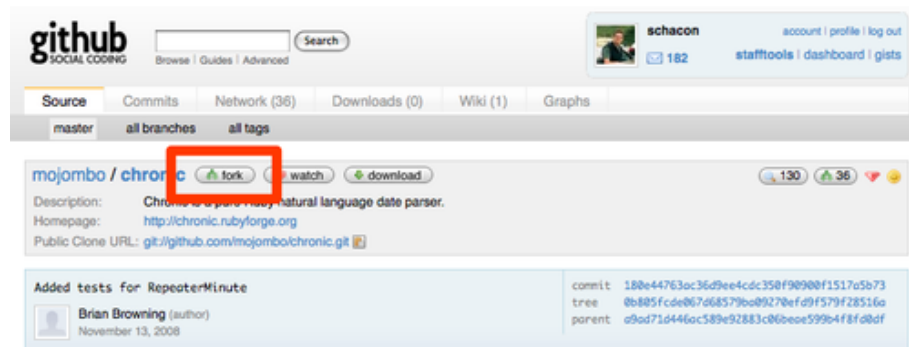 github
SOCIAL CODING
Search
Browse | Guides | Advanced
schacon
account | profile | log out
182
stafftools | dashboard | gists
Source Commits Network (36) Downloads (0) Wiki (1) Graphs
master all branches all tags
mojombo / chronic fork watch download 130 36
Description: Chronic is a pure Ruby natural language date parser.
Homepage: http://chronic.rubyforge.org
Public Clone URL: git://github.com/mojombo/chronic.git
Added tests for RepeaterMinute
Brian Browning (author)
November 13, 2008
commit 180e44763ac36d9ee4cdc350f90900f1517a5b73
tree 0b805fcde067d68579ba09270efd9f579f28516a
parent